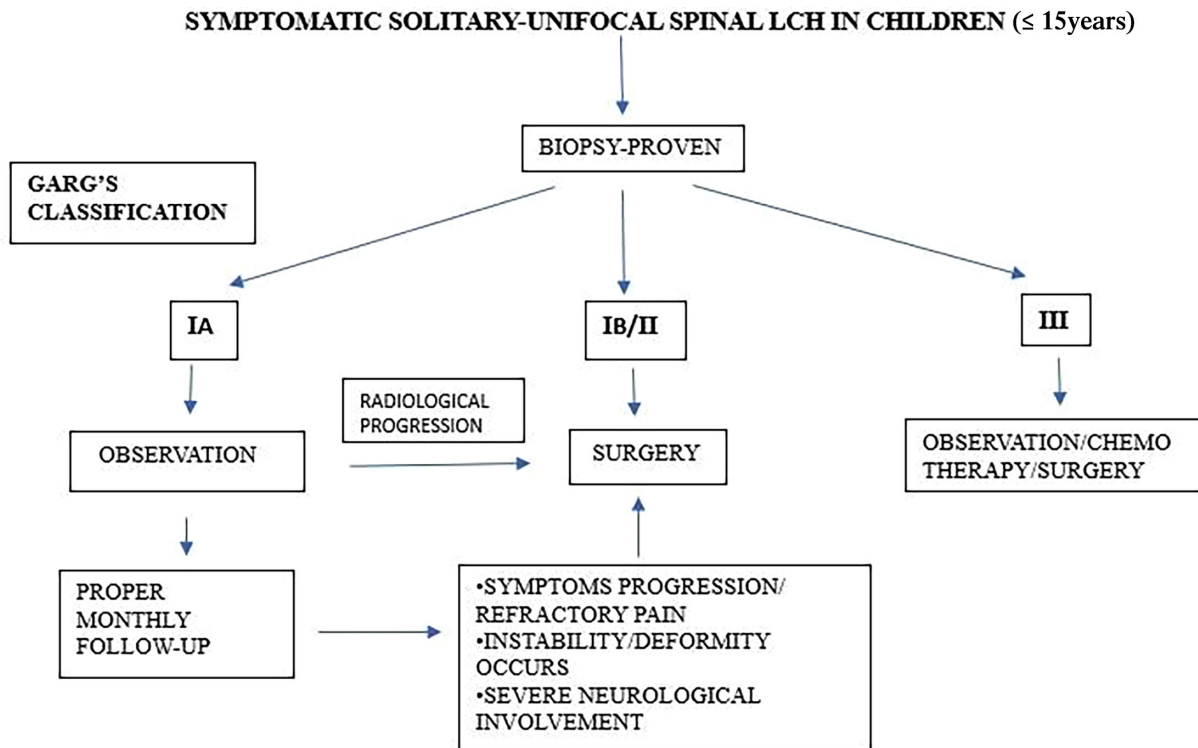 SYMPTOMATIC SOLITARY-UNIFOCAL SPINAL LCH IN CHILDREN (≤ 15years)
BIOPSY-PROVEN
GARG'S
CLASSIFICATION
IA
IB/II
III
RADIOLOGICAL
PROGRESSION
OBSERVATION
SURGERY
OBSERVATION/CHEMO
THERAPY/SURGERY
PROPER
MONTHLY
FOLLOW-UP
•SYMPTOMS PROGRESSION/
REFRACTORY PAIN
•INSTABILITY/DEFORMITY
OCCURS
•SEVERE NEUROLOGICAL
INVOLVEMENT